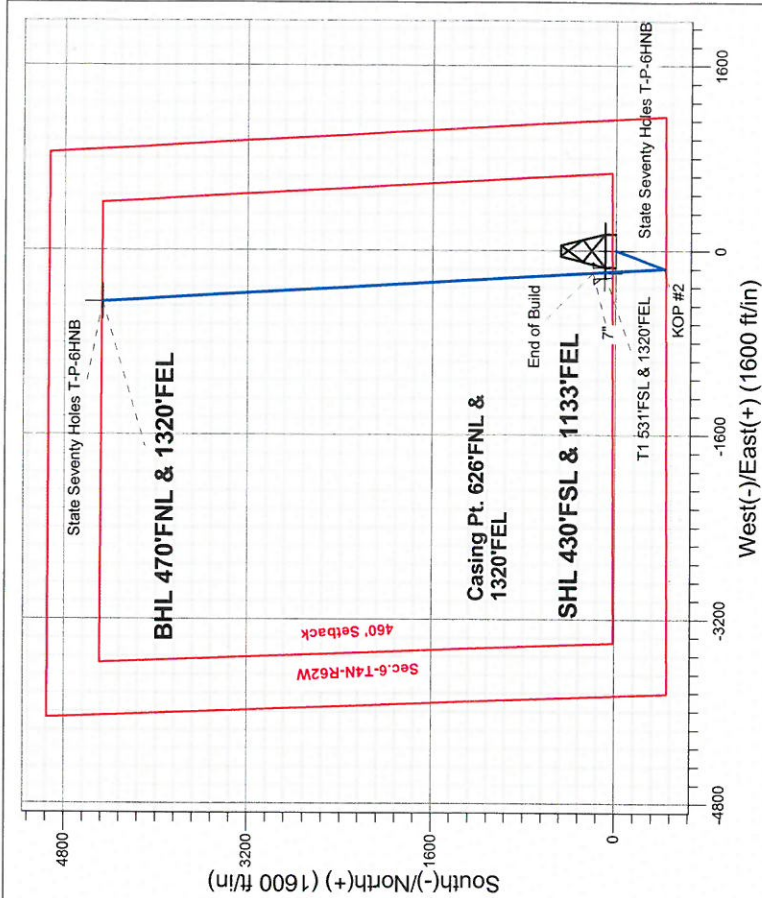 State Seventy Holes T-P-6HNB
BHL 470'FNL & 1320'FEL
Casing Pt. 626'FNL &
1320'FEL
SHL 430'FSL & 1133'FEL
End of Build
7"
T1 531'FSL & 1320'FEL
KOP #2
State Seventy Holes T-P-6HNB
460' Setback
Sec.6-T4N-R62W
4800
3200
1600
0
South(-)/North(+) (1600 ft/in)
-4800
-3200
-1600
0
1600
West(-)/East(+) (1600 ft/in)